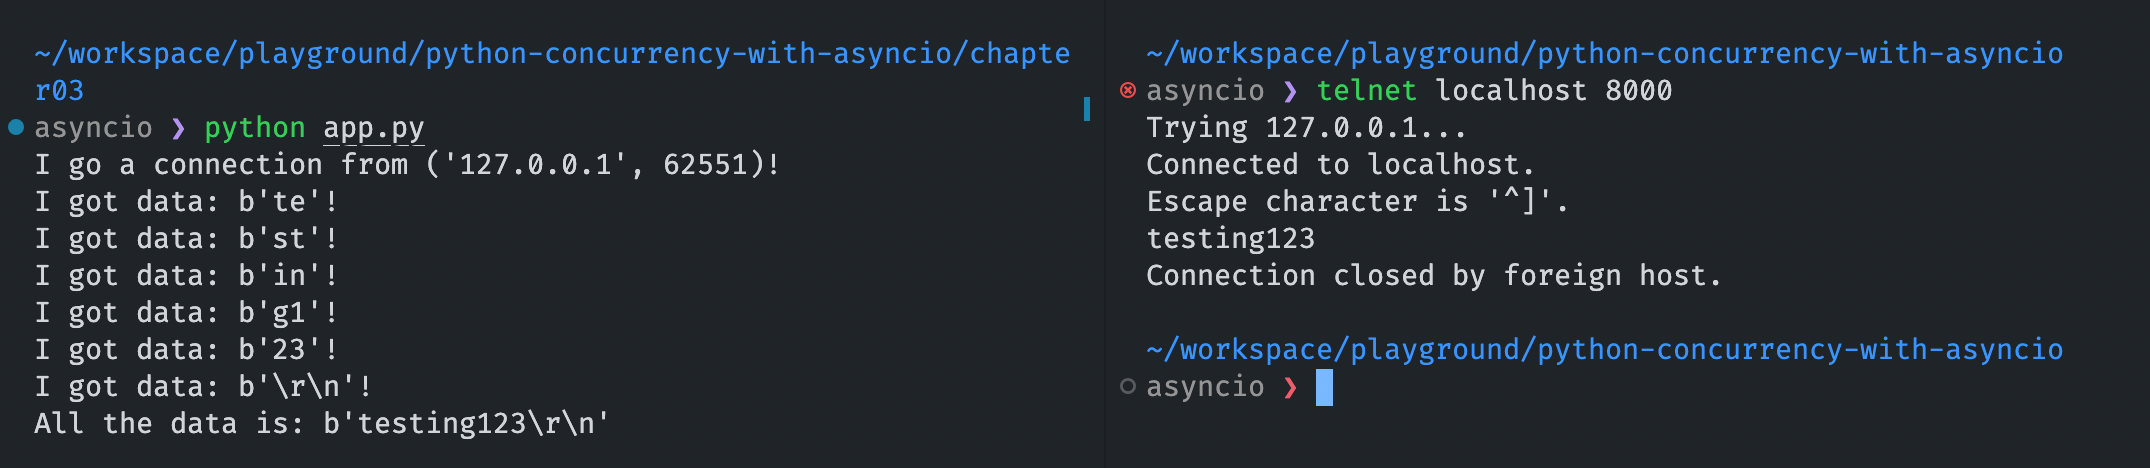 ~/workspace/playground/python-concurrency-with-asyncio/chapte
r03
asyncio ❯ python app.py
I go a connection from ('127.0.0.1', 62551)!
I got data: b'te'!
I got data: b'st'!
I got data: b'in'!
I got data: b'g1'!
I got data: b'23'!
I got data: b'\r\n'!
All the data is: b'testing123\r\n'
~/workspace/playground/python-concurrency-with-asyncio
asyncio ❯ telnet localhost 8000
Trying 127.0.0.1...
Connected to localhost.
Escape character is '^]'.
testing123
Connection closed by foreign host.
~/workspace/playground/python-concurrency-with-asyncio
asyncio ❯